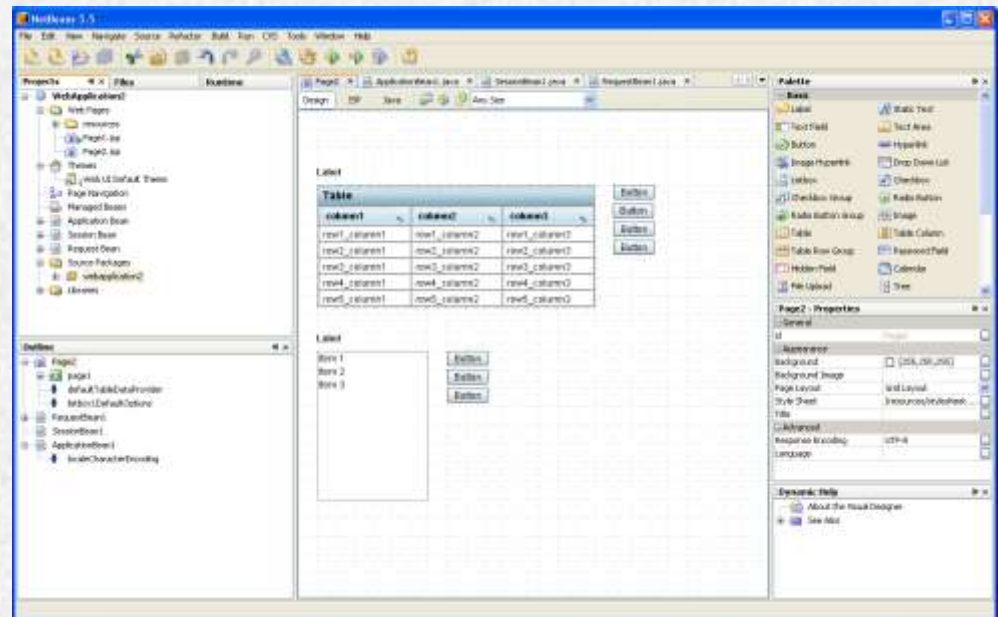 NetBeans 5.5
File Edit View Navigate Source Refactor Build Run CVS Tools Window Help
Projects Files Runtime
WebApplication2
Web Pages
resources
Page1.jsp
Page2.jsp
Themes
Web UI Default Theme
Page Navigation
Managed Beans
Application Bean
Session Bean
Request Bean
Source Packages
webapplication2
Libraries
Outline
Page2
page1
defaultTableDataProvider
listbox1DefaultOptions
RequestBean1
SessionBean1
ApplicationBean1
localeCharacterEncoding
Page2 ApplicationBean1.java SessionBean1.java RequestBean1.java
Design JSP Java Any Size
Label
Table
column1 column2 column3
row1_column1 row1_column2 row1_column3
row2_column1 row2_column2 row2_column3
row3_column1 row3_column2 row3_column3
row4_column1 row4_column2 row4_column3
row5_column1 row5_column2 row5_column3
Button
Button
Button
Button
Label
Item 1
Item 2
Item 3
Button
Button
Button
Palette
Basic
Label Static Text
Text Field Text Area
Button Hyperlink
Image Hyperlink Drop Down List
Listbox Checkbox
Checkbox Group Radio Button
Radio Button Group Image
Table Table Column
Table Row Group Password Field
Hidden Field Calendar
File Upload Tree
Page2 - Properties
General
id Page2
Appearance
Background [255,255,255]
Background Image
Page Layout Grid Layout
Style Sheet /resources/stylesheet...
Title
Advanced
Response Encoding UTF-8
Language
Dynamic Help
About the Visual Designer
See Also